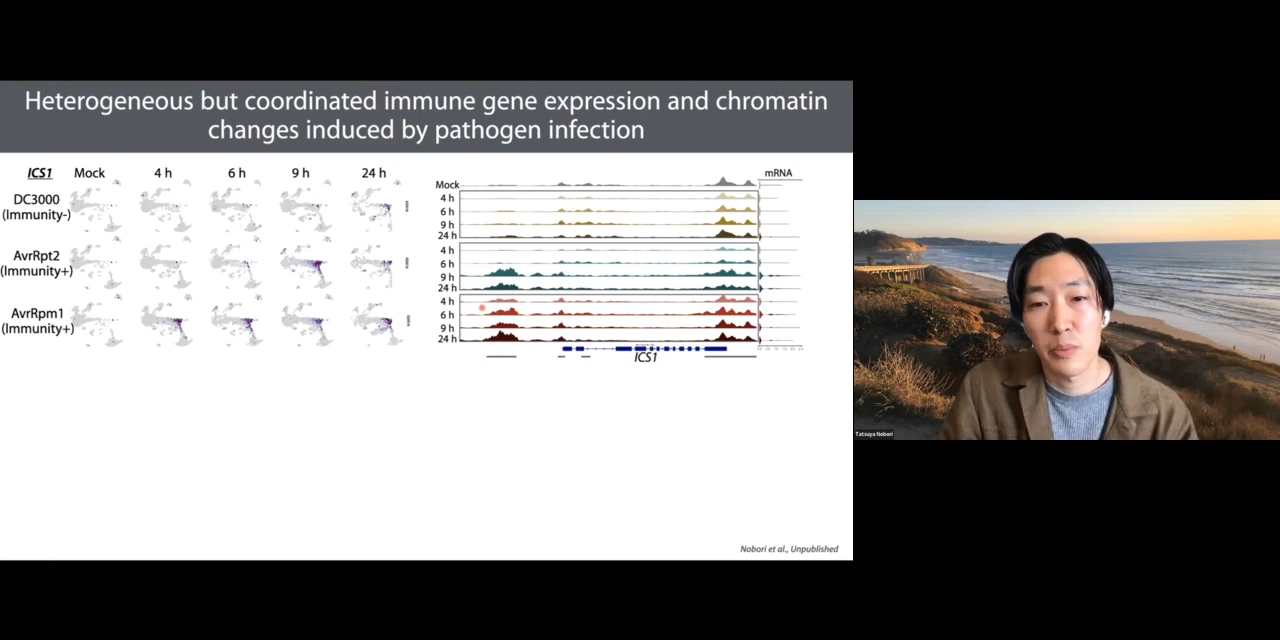 Heterogeneous but coordinated immune gene expression and chromatin
changes induced by pathogen infection
ICS1 Mock 4 h 6 h 9 h 24 h
DC3000
(Immunity-)
AvrRpt2
(Immunity+)
AvrRpm1
(Immunity+)
mRNA
Mock
4 h
6 h
9 h
24 h
4 h
6 h
9 h
24 h
4 h
6 h
9 h
24 h
ICS1
Nobori et al., Unpublished
Tatsuya Nobori